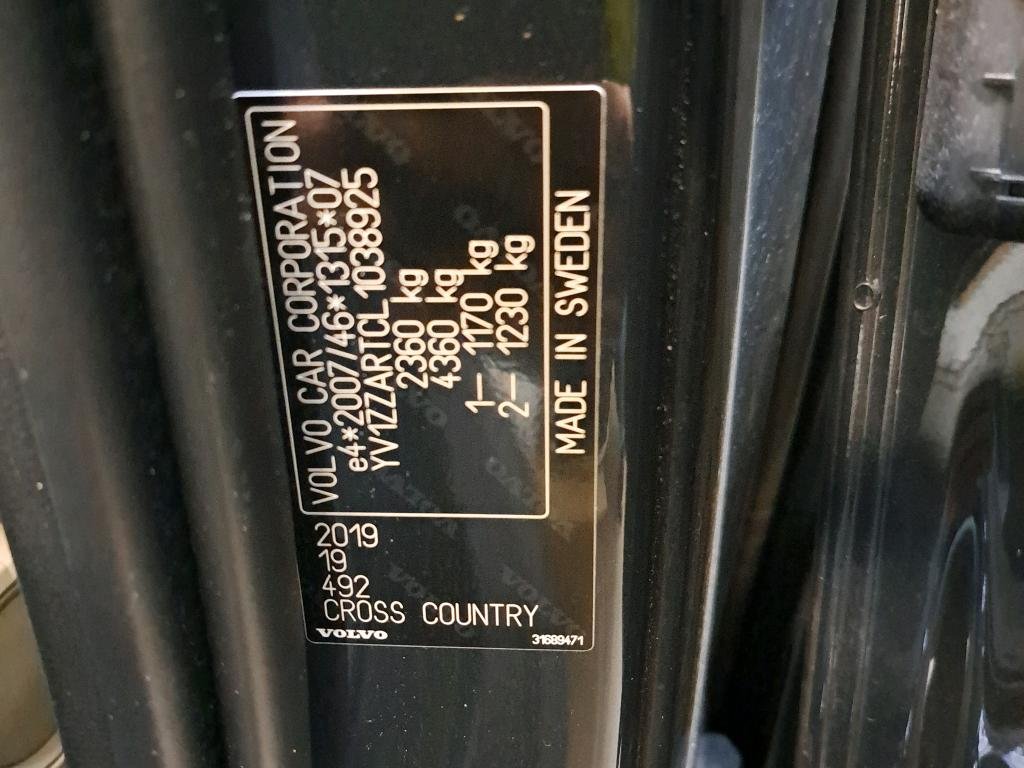 VOLVO CAR CORPORATION
e4*2007/46*1315*07
YV1ZZARTCL1038925
2360 kg
4360 kg
1– 1170 kg
2– 1230 kg
MADE IN SWEDEN
2019
19
492
CROSS COUNTRY
VOLVO
31689471